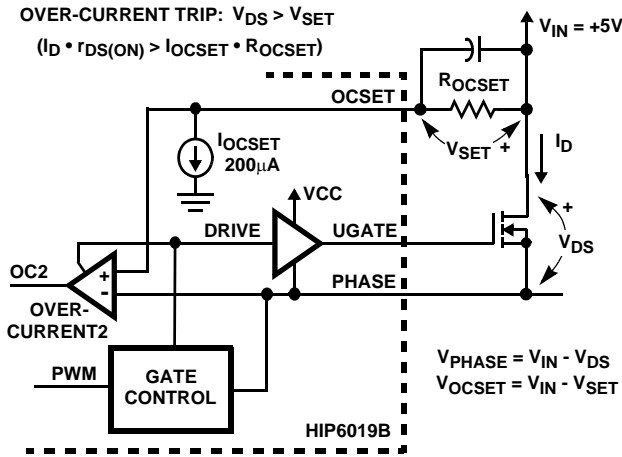 OVER-CURRENT TRIP: VDS > VSET
(ID • rDS(ON) > IOCSET • ROCSET)
VIN = +5V
ROCSET
OCSET
VSET +
ID
IOCSET
200μA
VCC
DRIVE
UGATE
+
VDS
OC2
+
-
PHASE
OVER-
CURRENT2
VPHASE = VIN - VDS
VOCSET = VIN - VSET
PWM
GATE
CONTROL
HIP6019B